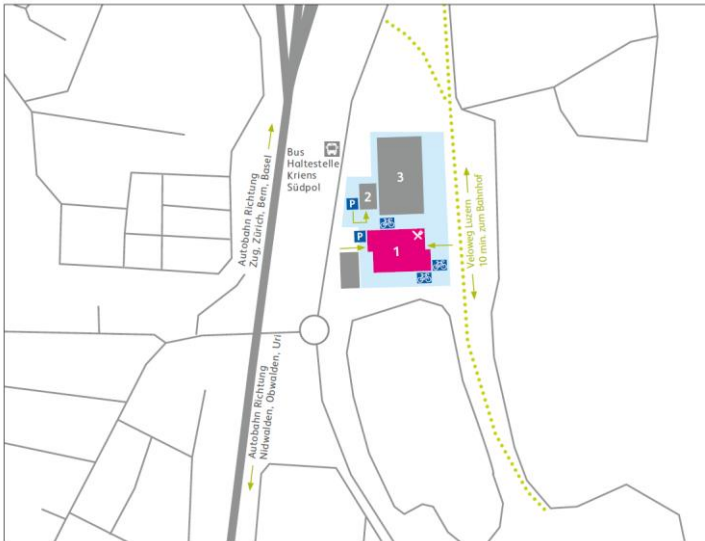 Autobahn Richtung
Zug, Zürich, Bern, Basel
Bus
Haltestelle
Kriens
Südpol
3
2
P
P
1
Veloweg Luzern
10 min. zum Bahnhof
Autobahn Richtung
Nidwalden, Obwalden, Uri